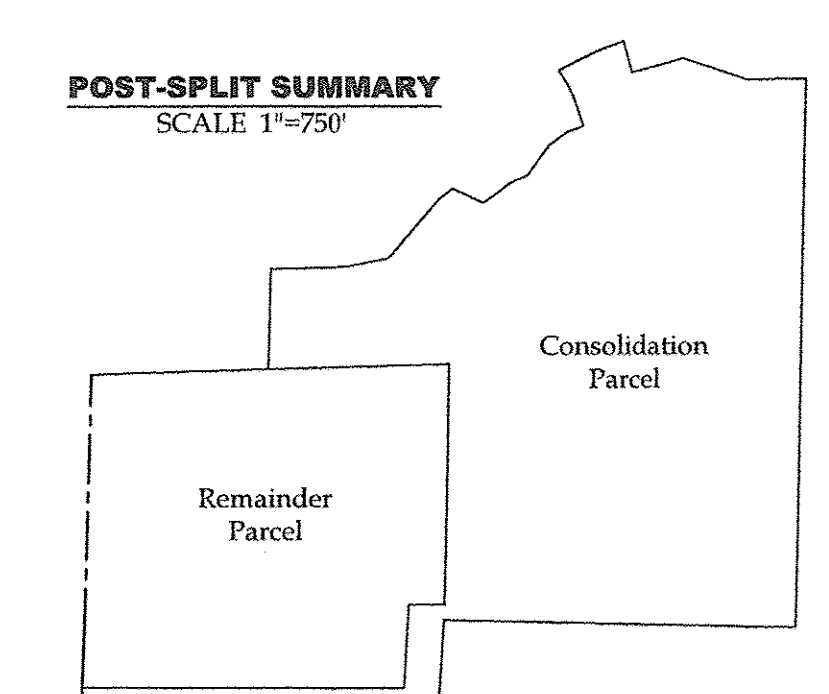 POST-SPLIT SUMMARY
SCALE 1"=750'
Consolidation
Parcel
Remainder
Parcel